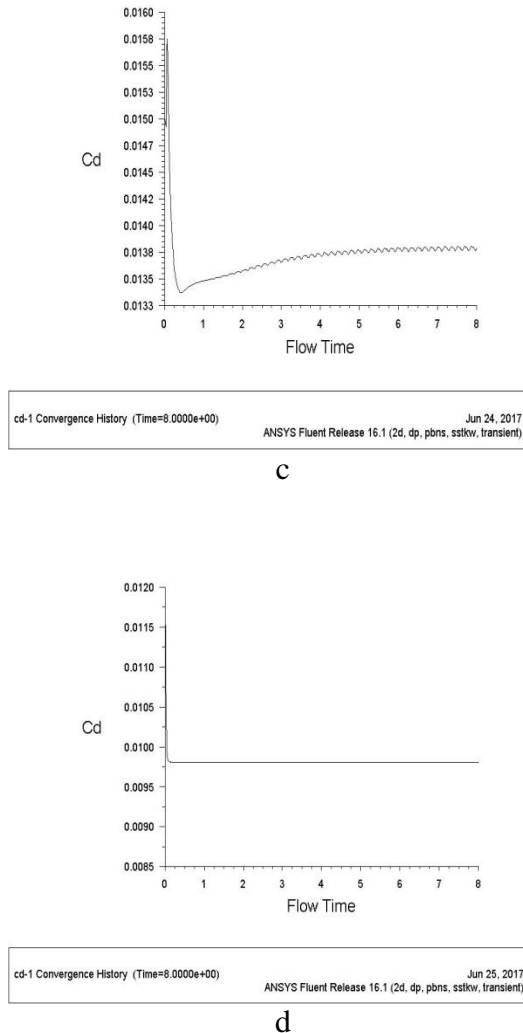 0.0160
0.0158
0.0155
0.0153
0.0150
0.0147
0.0145
0.0142
0.0140
0.0138
0.0135
0.0133
Cd
0 1 2 3 4 5 6 7 8
Flow Time
cd-1 Convergence History (Time=8.0000e+00) Jun 24, 2017
ANSYS Fluent Release 16.1 (2d, dp, pbns, sstkw, transient)
c
0.0120
0.0115
0.0110
0.0105
0.0100
0.0095
0.0090
0.0085
Cd
0 1 2 3 4 5 6 7 8
Flow Time
cd-1 Convergence History (Time=8.0000e+00) Jun 25, 2017
ANSYS Fluent Release 16.1 (2d, dp, pbns, sstkw, transient)
d